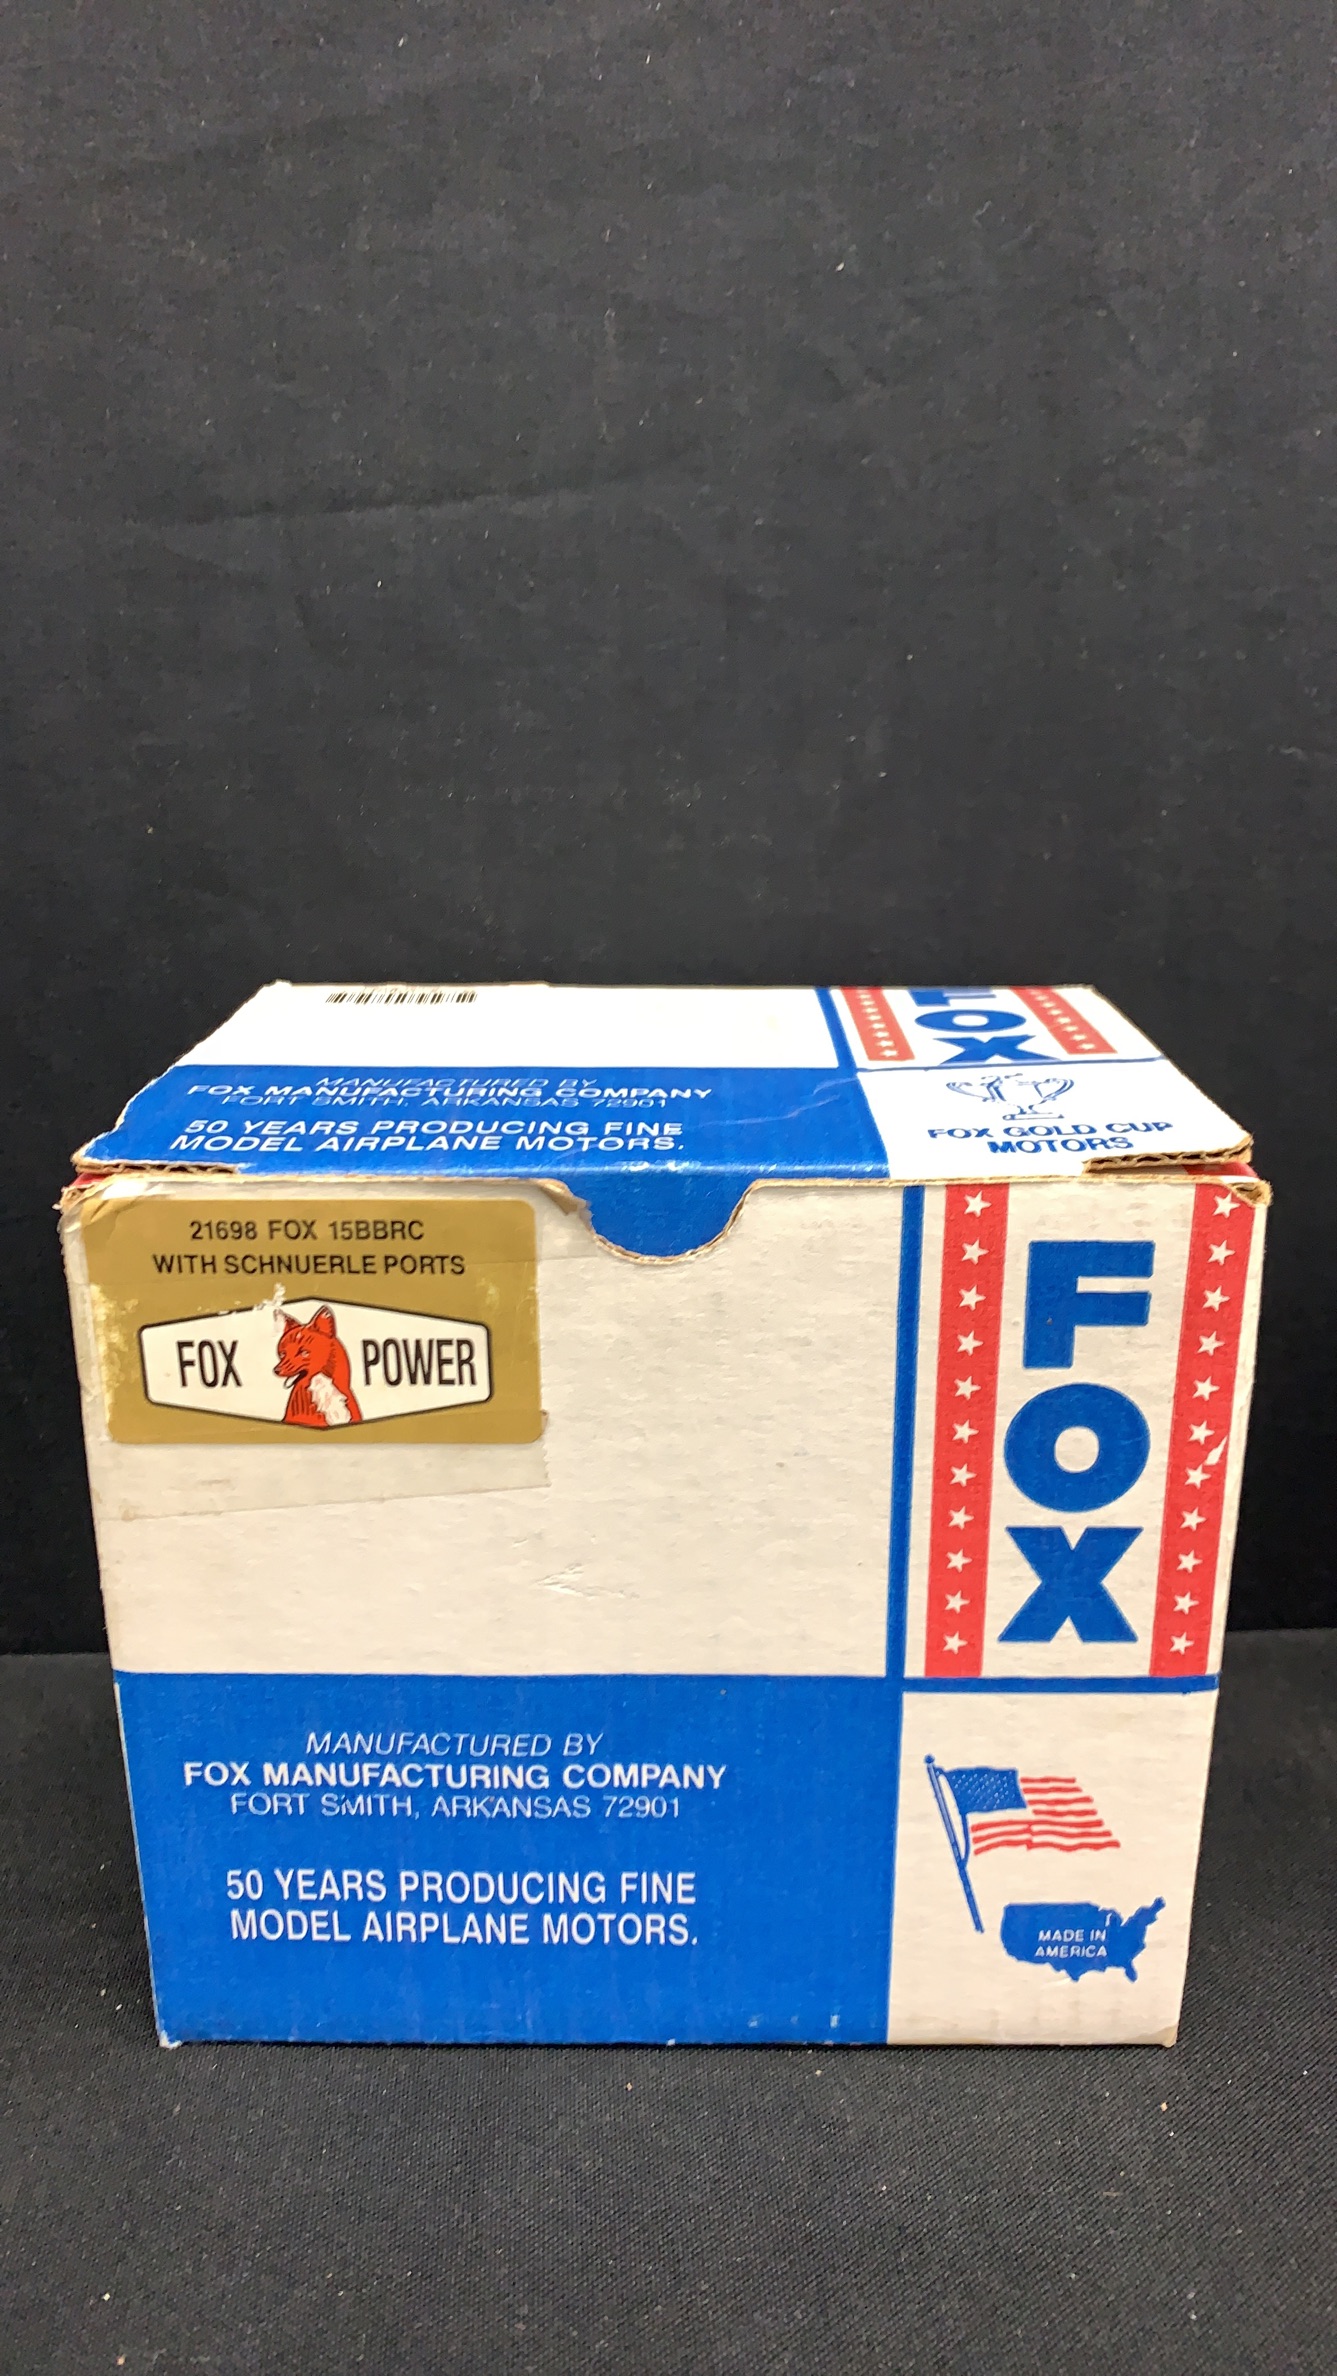 FOX
MANUFACTURED BY
FOX MANUFACTURING COMPANY
FORT SMITH, ARKANSAS 72901
50 YEARS PRODUCING FINE
MODEL AIRPLANE MOTORS.
FOX GOLD CUP
MOTORS
21698 FOX 15BBRC
WITH SCHNUERLE PORTS
FOX POWER
FOX
MANUFACTURED BY
FOX MANUFACTURING COMPANY
FORT SMITH, ARKANSAS 72901
50 YEARS PRODUCING FINE
MODEL AIRPLANE MOTORS.
MADE IN
AMERICA